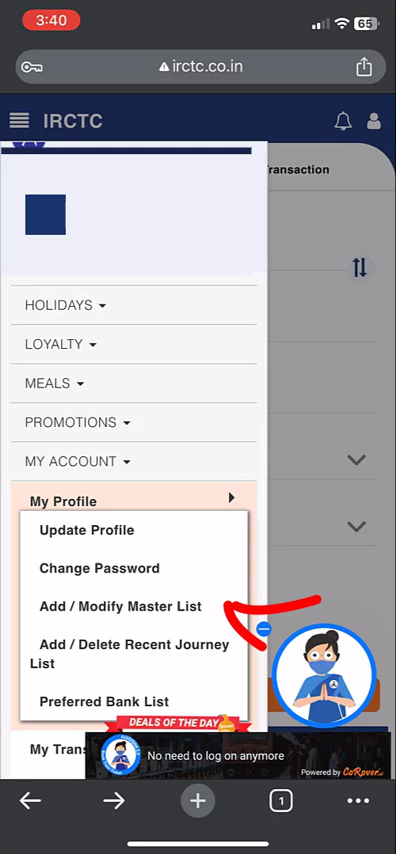 3:40
65
irctc.co.in
IRCTC
ransaction
HOLIDAYS
LOYALTY
MEALS
PROMOTIONS
MY ACCOUNT
My Profile
Update Profile
Change Password
Add / Modify Master List
Add / Delete Recent Journey
List
Preferred Bank List
DEALS OF THE DAY
My Trans
No need to log on anymore
Powered by CoRover.ai
1